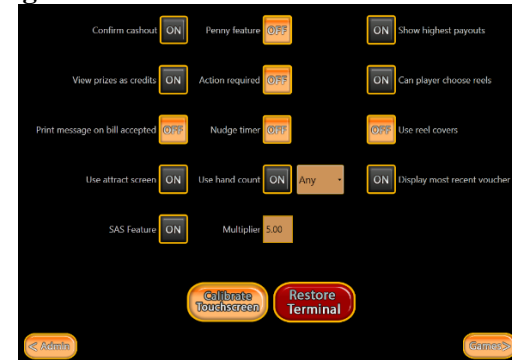 Confirm cashout ON Penny feature OFF ON Show highest payouts
View prizes as credits ON Action required OFF ON Can player choose reels
Print message on bill accepted OFF Nudge timer OFF OFF Use reel covers
Use attract screen ON Use hand count ON Any ON Display most recent voucher
SAS Feature ON Multiplier 5.00
Calibrate
Touchscreen
Restore
Terminal
< Admin
Games>